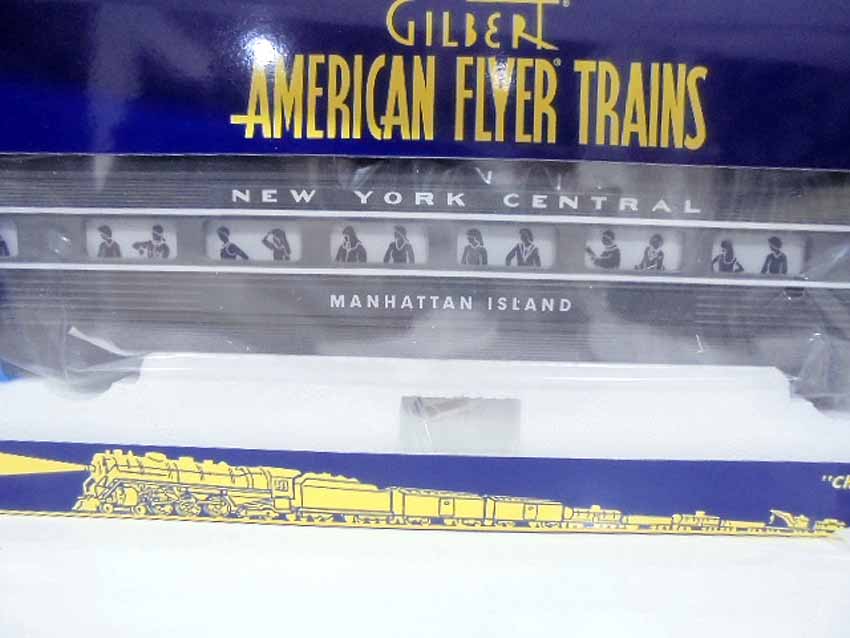 GILBERT®
AMERICAN FLYER® TRAINS
NEW YORK CENTRAL
MANHATTAN ISLAND